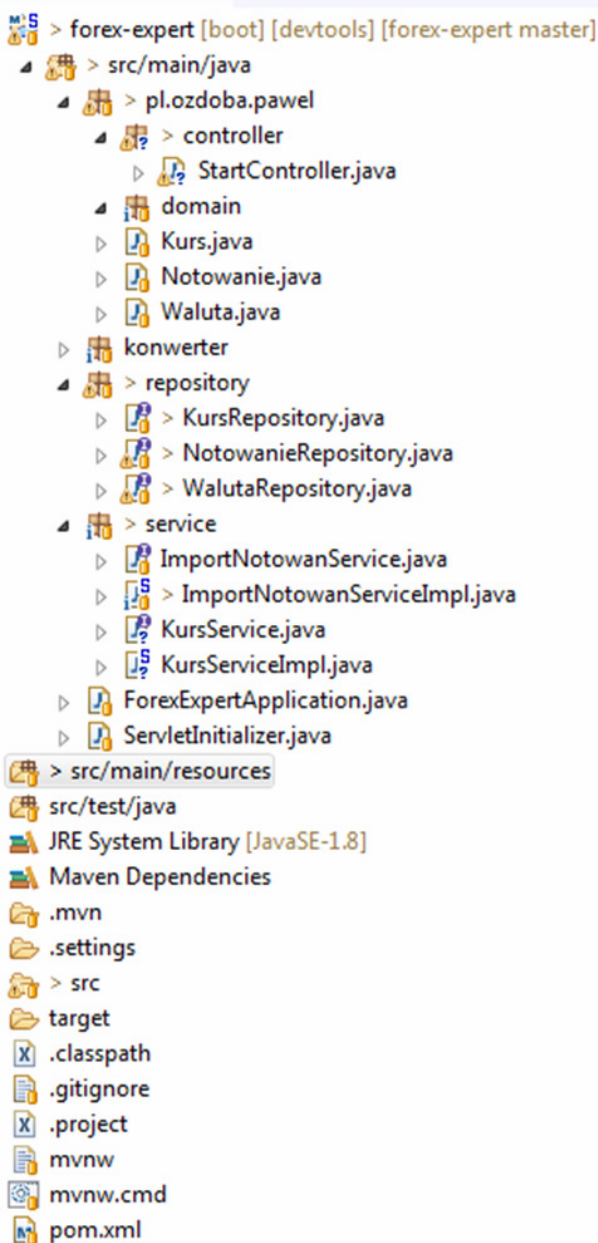 > forex-expert [boot] [devtools] [forex-expert master]
> src/main/java
> pl.ozdoba.pawel
> controller
StartController.java
domain
Kurs.java
Notowanie.java
Waluta.java
konwerter
> repository
> KursRepository.java
> NotowanieRepository.java
> WalutaRepository.java
> service
ImportNotowanService.java
> ImportNotowanServiceImpl.java
KursService.java
KursServiceImpl.java
ForexExpertApplication.java
ServletInitializer.java
> src/main/resources
src/test/java
JRE System Library [JavaSE-1.8]
Maven Dependencies
.mvn
.settings
> src
target
.classpath
.gitignore
.project
mvnw
mvnw.cmd
pom.xml